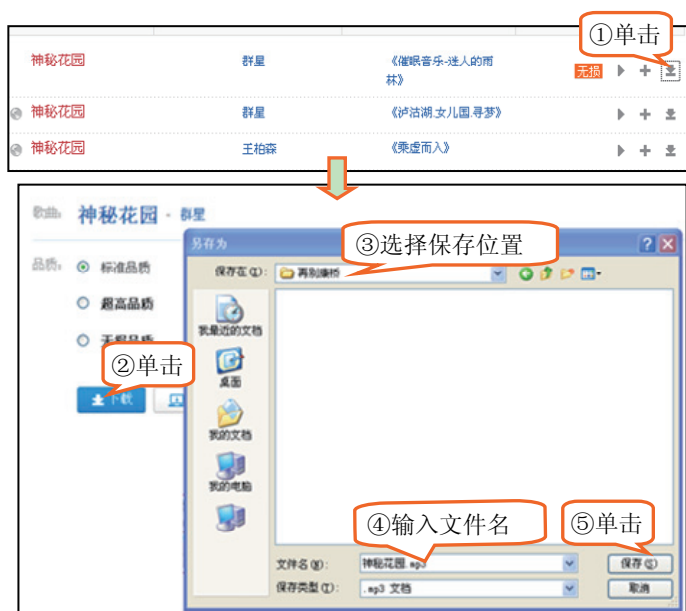 ①单击
神秘花园 群星 《催眠音乐-迷人的雨林》 无损
神秘花园 群星 《泸沽湖.女儿国.寻梦》
神秘花园 王柏森 《乘虚而入》
歌曲: 神秘花园 - 群星
另存为
③选择保存位置
品质: 标准品质
保存在(I): 再别康桥
超高品质
我最近的文档
无损品质
②单击
下载
桌面
我的文档
我的电脑
④输入文件名
⑤单击
文件名(N): 神秘花园.mp3 保存(S)
保存类型(T): .mp3 文档 取消